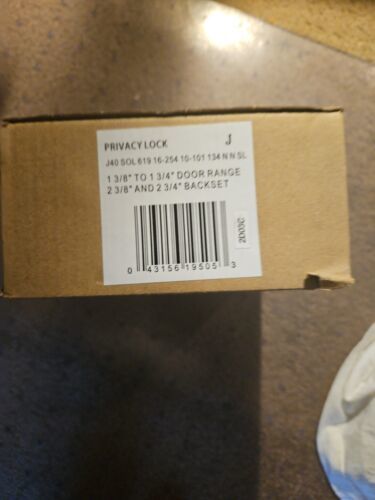 PRIVACY LOCK J
J40 SOL 619 16-254 10-101 134 N N SL
1 3/8" TO 1 3/4" DOOR RANGE
2 3/8" AND 2 3/4" BACKSET
0 43156 19505 3